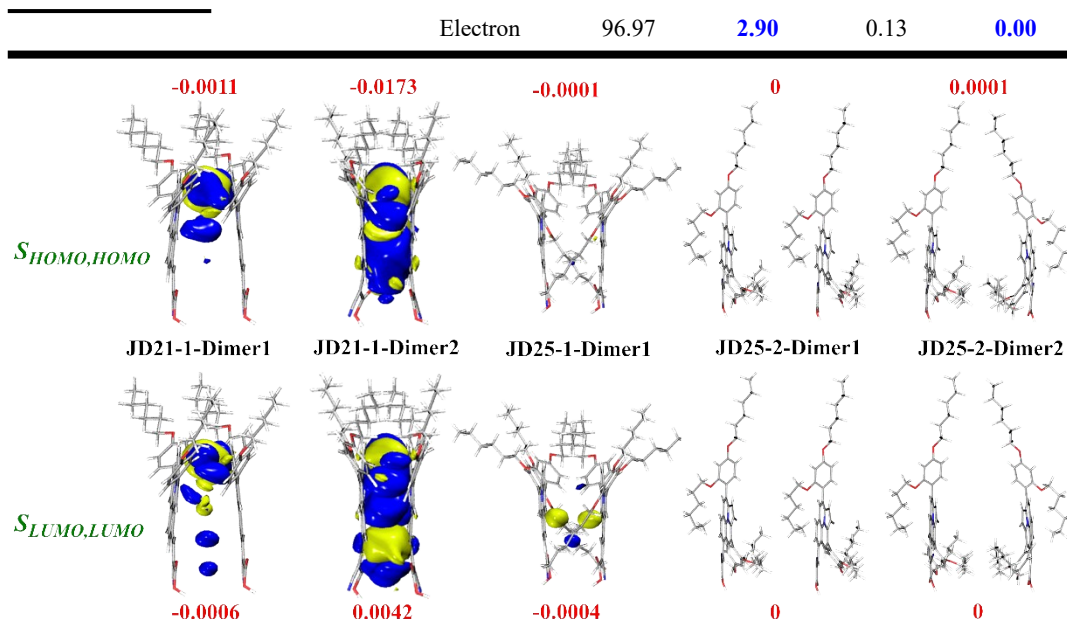 Electron 96.97 2.90 0.13 0.00
-0.0011 -0.0173 -0.0001 0 0.0001
S_HOMO,HOMO
JD21-1-Dimer1 JD21-1-Dimer2 JD25-1-Dimer1 JD25-2-Dimer1 JD25-2-Dimer2
S_LUMO,LUMO
-0.0006 0.0042 -0.0004 0 0